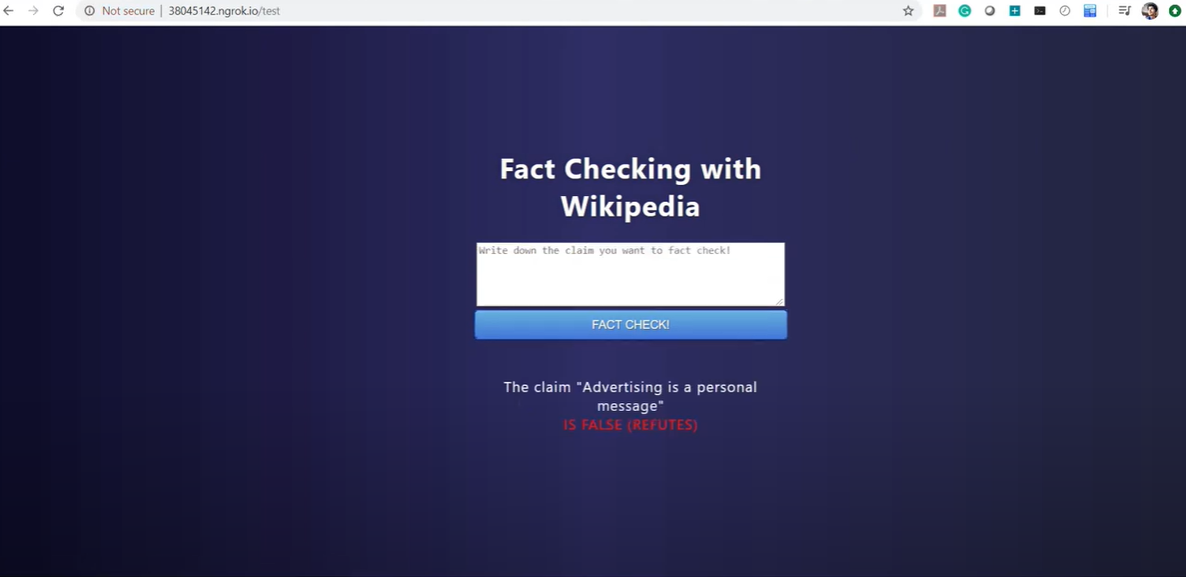 Not secure | 38045142.ngrok.io/test
Fact Checking with
Wikipedia
Write down the claim you want to fact check!
FACT CHECK!
The claim "Advertising is a personal
message"
IS FALSE (REFUTES)